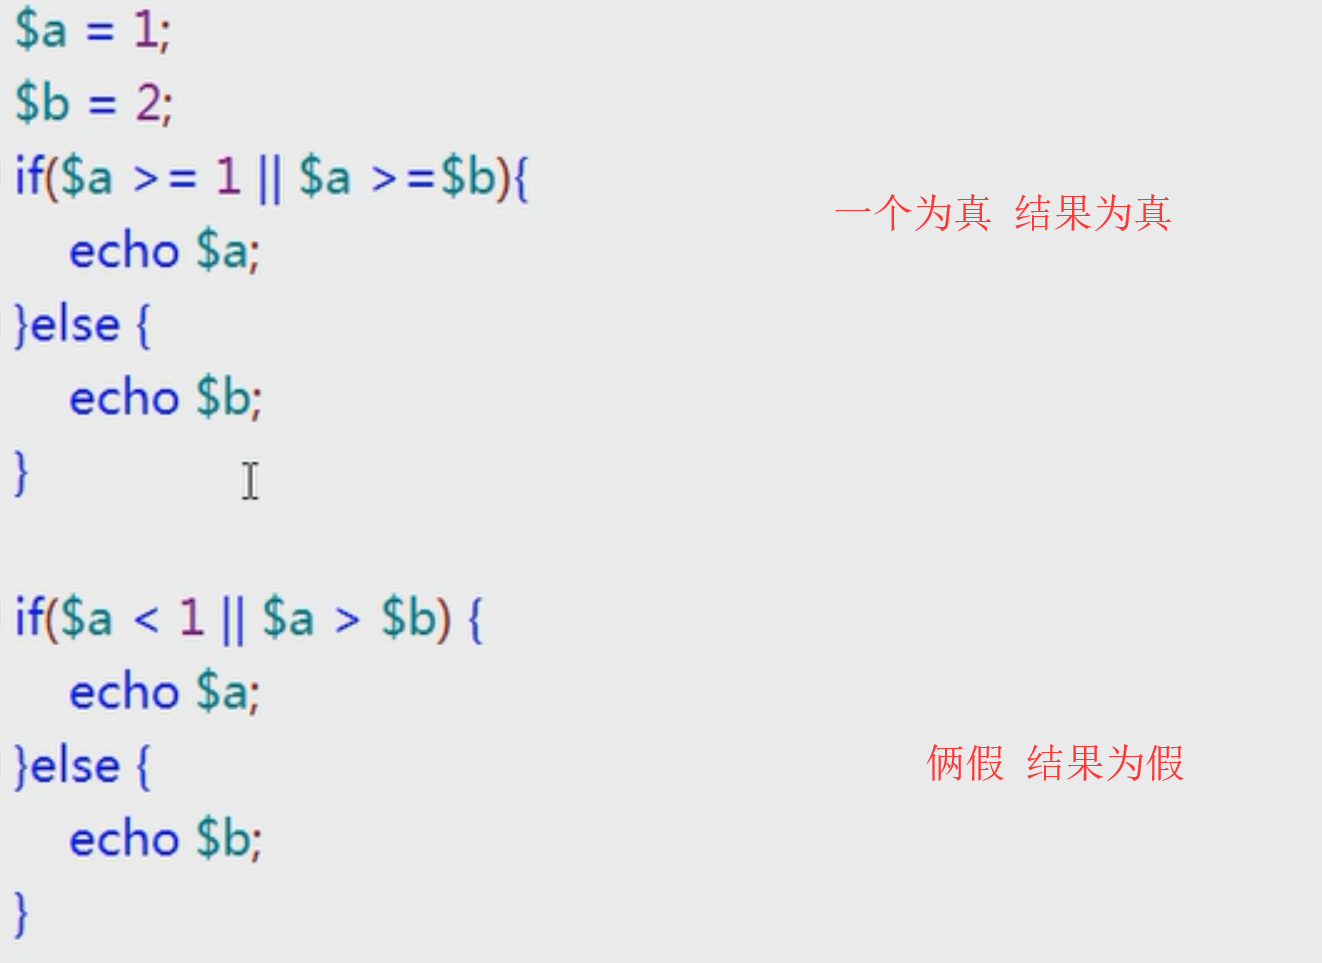 $a = 1;
$b = 2;
if($a >= 1 || $a >=$b){
一个为真 结果为真
echo $a;
}else {
echo $b;
}
if($a < 1 || $a > $b) {
echo $a;
}else {
俩假 结果为假
echo $b;
}